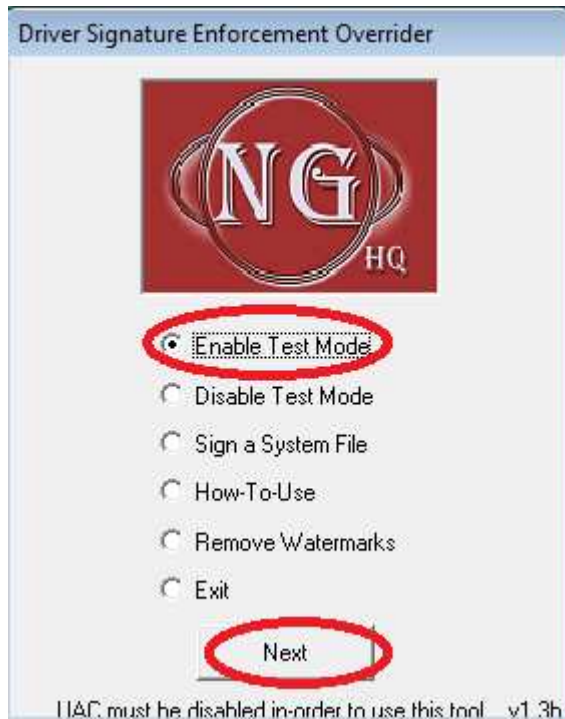 Driver Signature Enforcement Overrider
NG
HQ
Enable Test Mode
Disable Test Mode
Sign a System File
How-To-Use
Remove Watermarks
Exit
Next
UAC must be disabled in-order to use this tool v1.3b